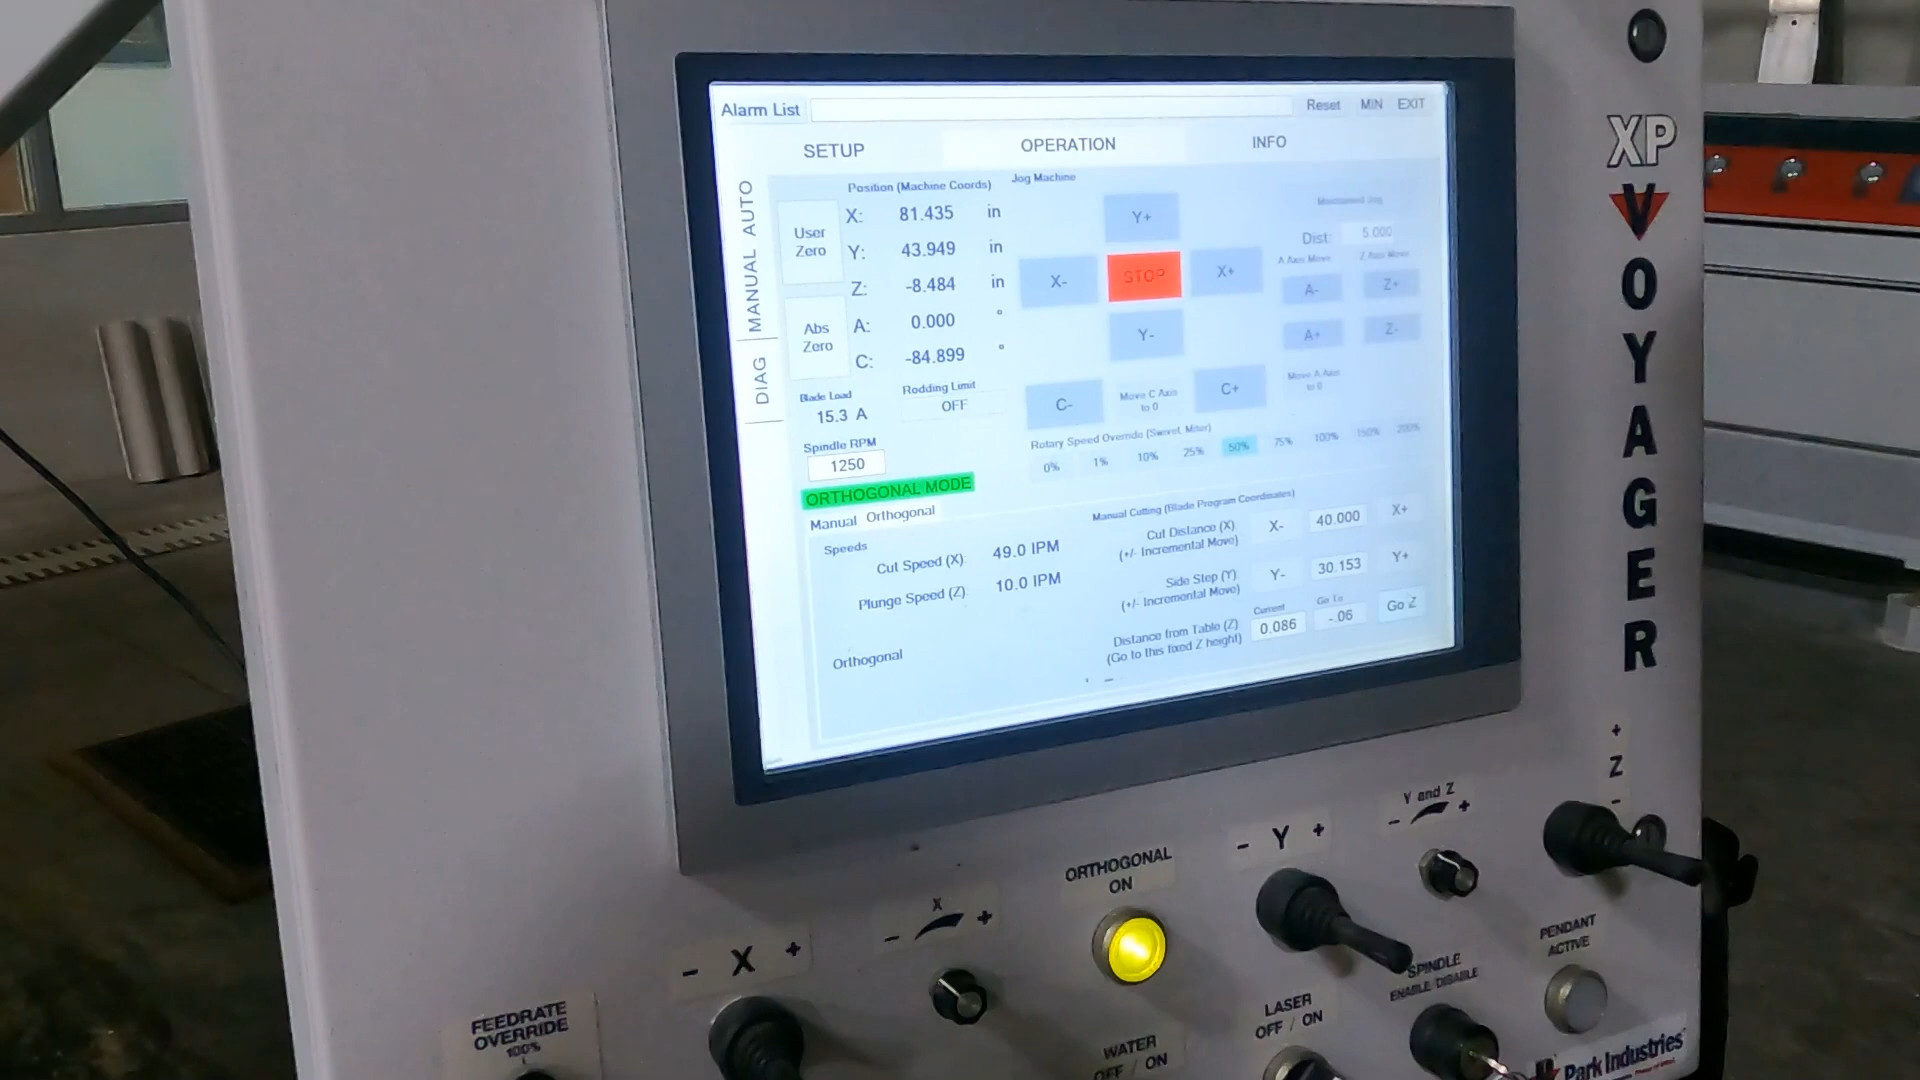 Alarm List
Reset MIN EXIT
SETUP OPERATION INFO
MANUAL AUTO
DIAG
Position (Machine Coords)
User Zero
Abs Zero
X: 81.435 in
Y: 43.949 in
Z: -8.484 in
A: 0.000 °
C: -84.899 °
Blade Load
15.3 A
Rodding Limit
OFF
Spindle RPM
1250
Jog Machine
Y+
X- STOP X+
Y-
C- Move C Axis to 0 C+
Maintained Jog
Dist: 5.000
A Axis Move Z Axis Move
A- Z+
A+ Z-
Move A Axis to 0
Rotary Speed Override (Swivel, Miter)
0% 1% 10% 25% 50% 75% 100% 150% 200%
ORTHOGONAL MODE
Manual Orthogonal
Speeds
Cut Speed (X): 49.0 IPM
Plunge Speed (Z): 10.0 IPM
Orthogonal
Manual Cutting (Blade Program Coordinates)
Cut Distance (X) X- 40.000 X+
(+/- Incremental Move)
Side Step (Y) Y- 30.153 Y+
(+/- Incremental Move)
Current Go To
Distance from Table (Z) 0.086 -.06 Go Z
(Go to this fixed Z height)
XP
VOYAGER
+ Z -
- Y +
Y and Z
- +
ORTHOGONAL
ON
X
- +
- X +
FEEDRATE
OVERRIDE
100%
WATER
OFF / ON
LASER
OFF / ON
SPINDLE
ENABLE/DISABLE
PENDANT
ACTIVE
Park Industries